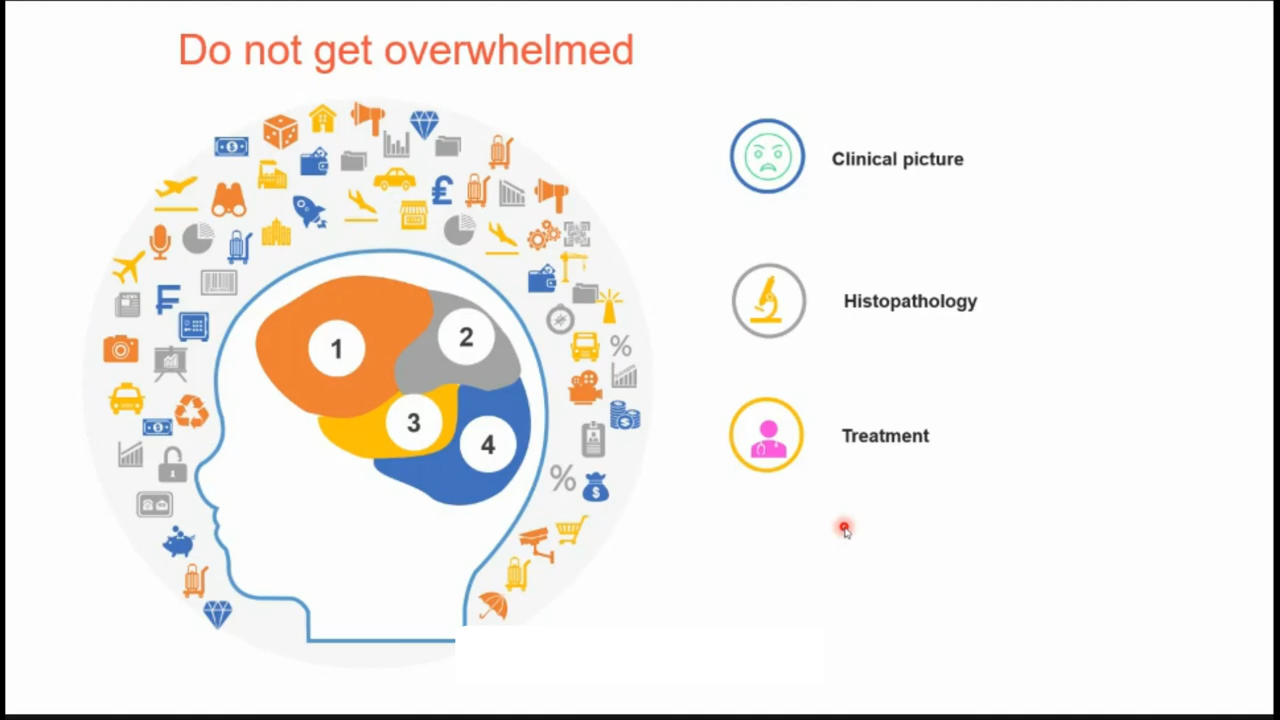 Do not get overwhelmed
Clinical picture
Histopathology
Treatment
1
2
3
4